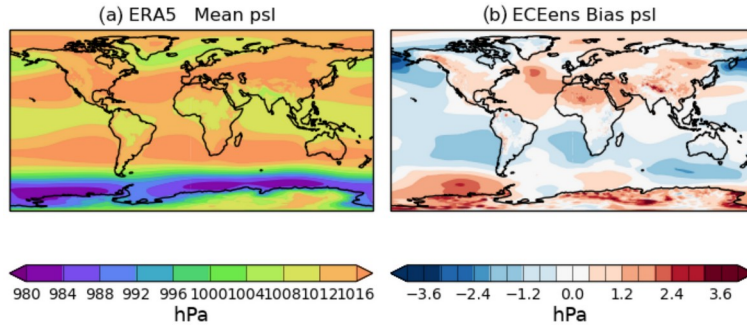 (a) ERA5 Mean psl
(b) ECEens Bias psl
980 984 988 992 996 1000 1004 1008 1012 1016
hPa
−3.6 −2.4 −1.2 0.0 1.2 2.4 3.6
hPa